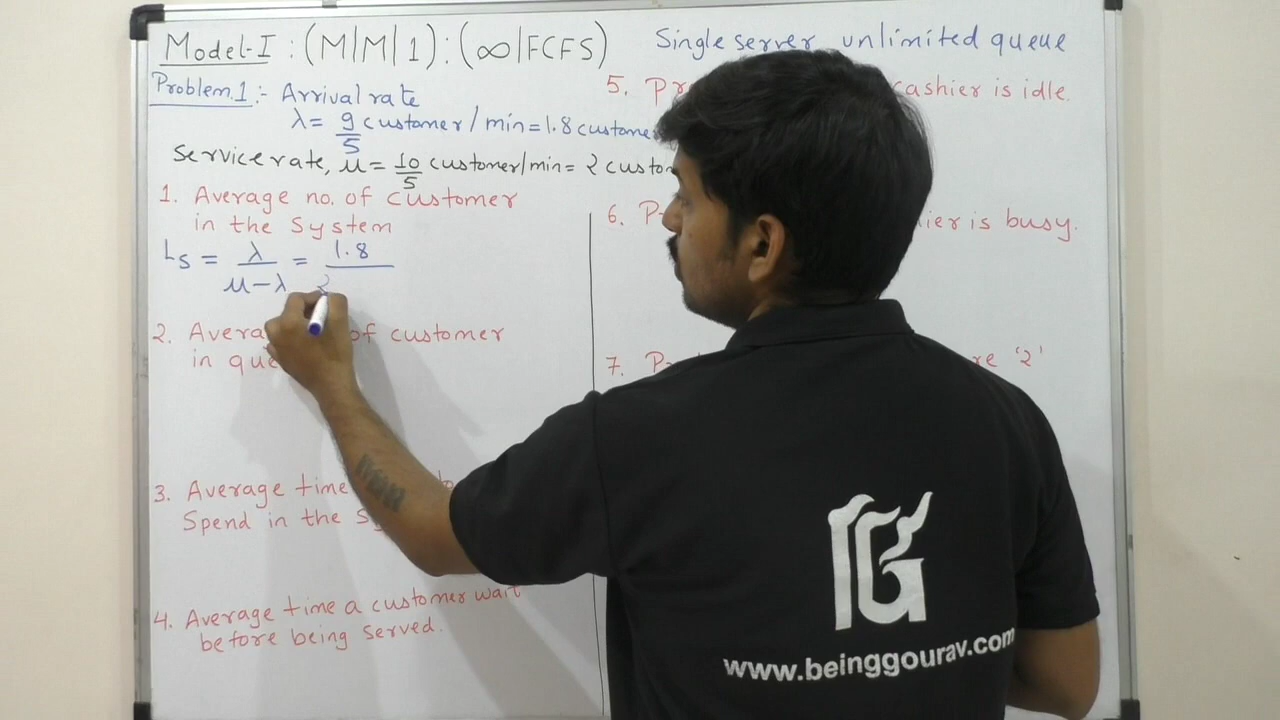 Model-I : (M|M|1) : (∞|FCFS) Single server unlimited queue
Problem.1 :- Arrival rate
λ = 9/5 customer / min = 1.8 custome
Service rate, μ = 10/5 customer/min = 2 custo
1. Average no. of customer
in the System
Ls = λ/(μ-λ) = 1.8/2
2. Avera of customer
in que
3. Average time
Spend in the S
4. Average time a customer wait
before being served.
5. Pr cashier is idle.
6. P ier is busy.
7. P re '2'
G
www.beinggourav.com